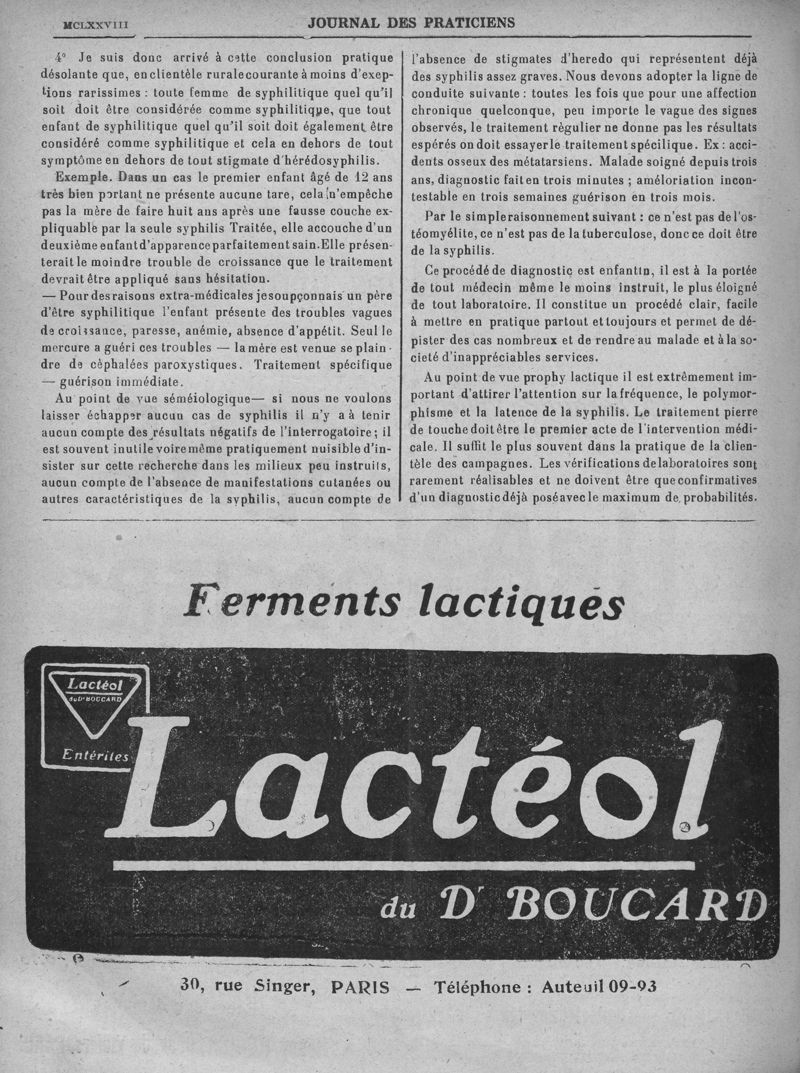 MCLXXVIII
JOURNAL DES PRATICIENS
4° Je suis donc arrivé à cette conclusion pratique
désolante que, en clientèle rurale courante à moins d'exep-
tions rarissimes : toute femme de syphilitique quel qu'il
soit doit être considérée comme syphilitique, que tout
enfant de syphilitique quel qu'il soit doit également être
considéré comme syphilitique et cela en dehors de tout
symptôme en dehors de tout stigmate d'hérédosyphilis.
Exemple. Dans un cas le premier enfant âgé de 12 ans
très bien portant ne présente aucune tare, cela n'empêche
pas la mère de faire huit ans après une fausse couche ex-
pliquable par la seule syphilis Traitée, elle accouche d'un
deuxième enfant d'apparence parfaitement sain. Elle présen-
terait le moindre trouble de croissance que le traitement
devrait être appliqué sans hésitation.
— Pour des raisons extra-médicales je soupçonnais un père
d'être syphilitique l'enfant présente des troubles vagues
de croissance, paresse, anémie, absence d'appétit. Seul le
mercure a guéri ces troubles — la mère est venue se plain-
dre de cèphalées paroxystiques. Traitement spécifique
— guérison immédiate.
Au point de vue séméiologique — si nous ne voulons
laisser échapper aucun cas de syphilis il n'y a à tenir
aucun compte des résultats négatifs de l'interrogatoire ; il
est souvent inutile voire même pratiquement nuisible d'in-
sister sur cette recherche dans les milieux peu instruits,
aucun compte de l'absence de manifestations cutanées ou
autres caractéristiques de la syphilis, aucun compte de
l'absence de stigmates d'heredo qui représentent déjà
des syphilis assez graves. Nous devons adopter la ligne de
conduite suivante : toutes les fois que pour une affection
chronique quelconque, peu importe le vague des signes
observés, le traitement règulier ne donne pas les résultats
espérés on doit essayer le traitement spécilique. Ex : acci-
dents osseux des métatarsiens. Malade soigné depuis trois
ans, diagnostic fait en trois minutes ; amélioration incon-
testable en trois semaines guérison en trois mois.
Par le simple raisonnement suivant : ce n'est pas de l'os-
téomyélite, ce n'est pas de la tuberculose, donc ce doit être
de la syphilis.
Ce procédé de diagnostic est enfantin, il est à la portée
de tout médecin même le moins instruit, le plus éloigné
de tout laboratoire. Il constitue un procédé clair, facile
à mettre en pratique partout et toujours et permet de dé-
pister des cas nombreux et de rendre au malade et à la so-
cieté d'inappréciables services.
Au point de vue prophy lactique il est extrêmement im-
portant d'attirer l'attention sur la fréquence, le polymor-
phisme et la latence de la syphilis. Le traitement pierre
de touche doit être le premier acte de l'intervention médi-
cale. Il suffit le plus souvent dans la pratique de la clien-
tèle des campagnes. Les vérifications de laboratoires sont
rarement réalisables et ne doivent être que confirmatives
d'un diagnostic déjà posé avec le maximum de probabilités.
Ferments lactiques
Lactéol
du Dr BOUCARD
Entérites
Lactéol
du Dr BOUCARD
30, rue Singer, PARIS — Téléphone : Auteuil 09-93